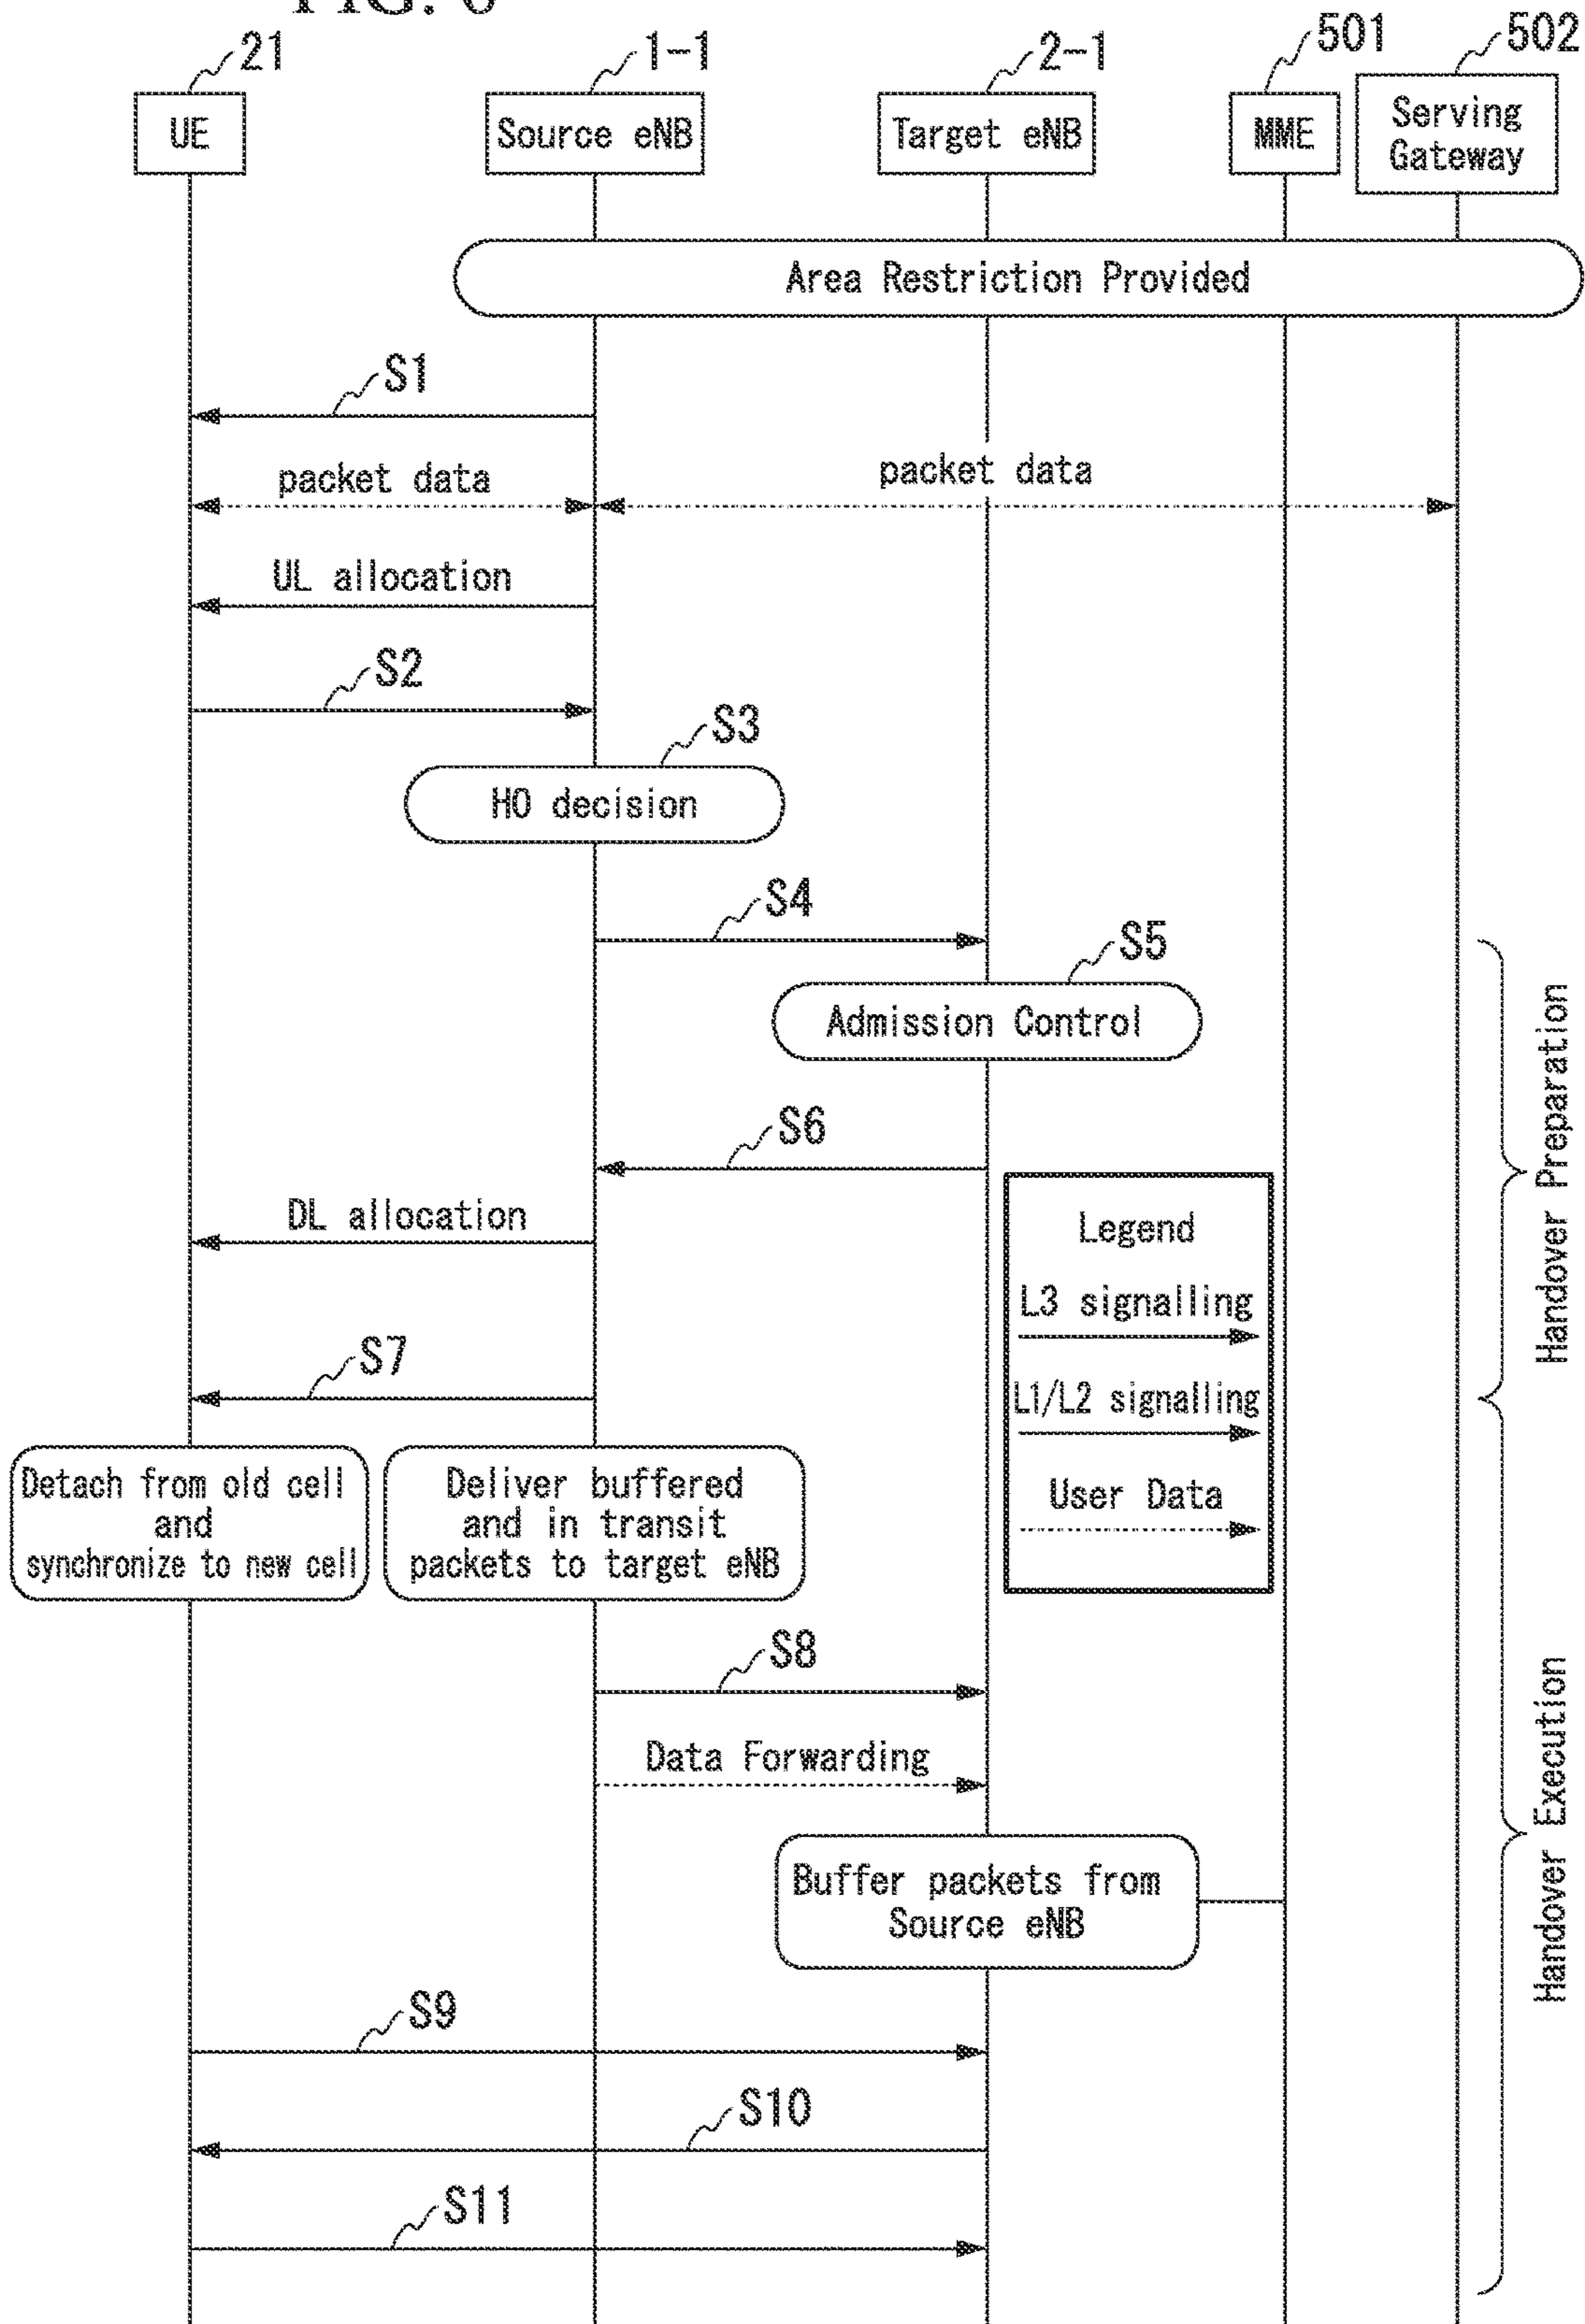 21
1-1
2-1
501
502
UE
Source eNB
Target eNB
MME
Serving
Gateway
Area Restriction Provided
S1
packet data
packet data
UL allocation
S2
S3
HO decision
S4
S5
Admission Control
S6
DL allocation
Legend
L3 signalling
L1/L2 signalling
User Data
S7
Handover Preparation
Detach from old cell
and
synchronize to new cell
Deliver buffered
and in transit
packets to target eNB
S8
Data Forwarding
Buffer packets from
Source eNB
Handover Execution
S9
S10
S11